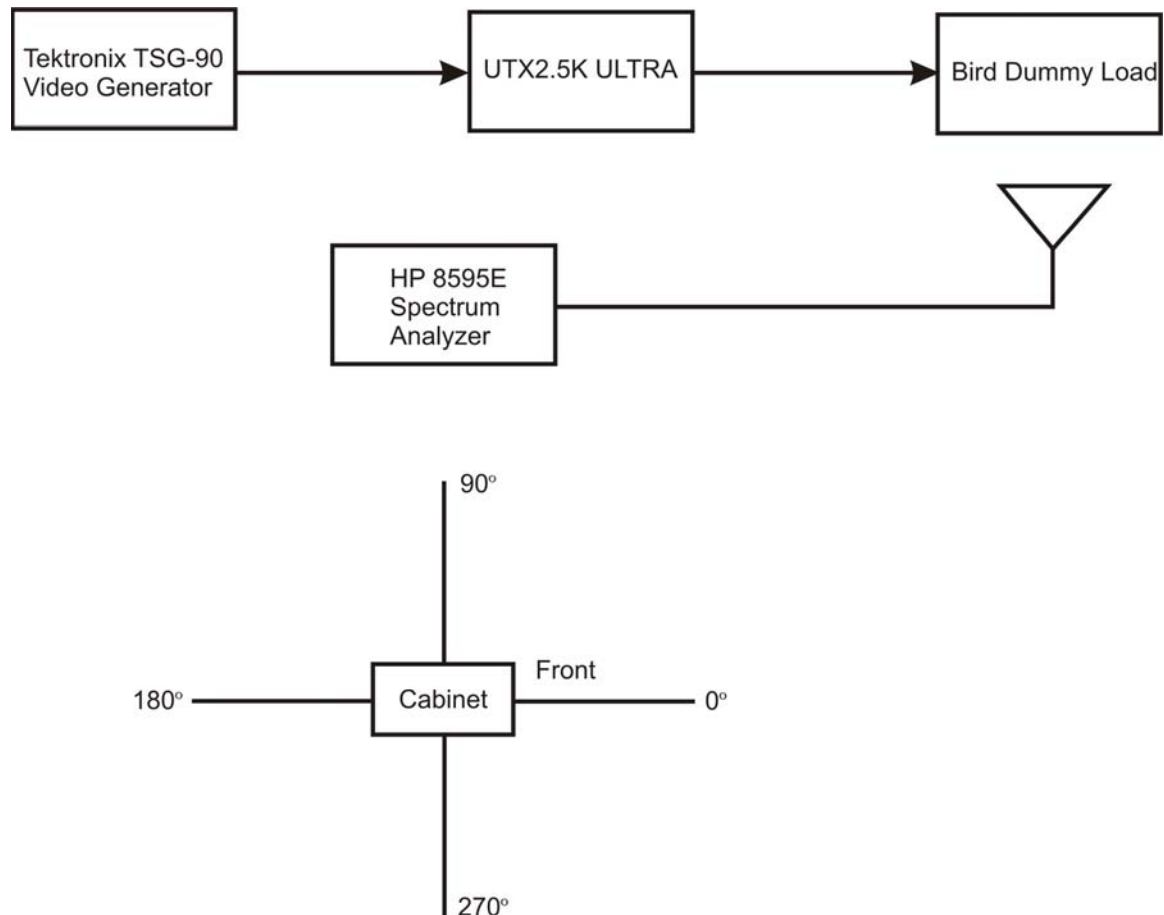 Tektronix TSG-90
Video Generator
UTX2.5K ULTRA
Bird Dummy Load
HP 8595E
Spectrum
Analyzer
90°
Front
180°
Cabinet
0°
270°